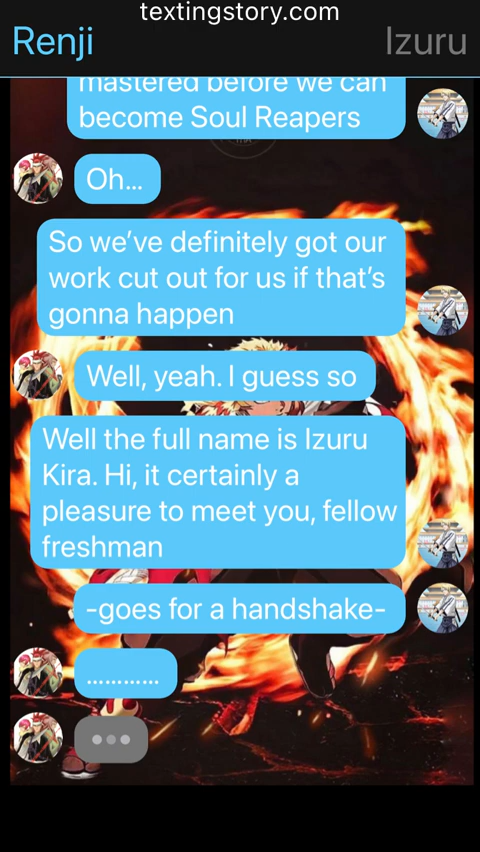 textingstory.com
Renji
Izuru
mastered before we can
become Soul Reapers
Oh...
So we’ve definitely got our
work cut out for us if that’s
gonna happen
Well, yeah. I guess so
Well the full name is Izuru
Kira. Hi, it certainly a
pleasure to meet you, fellow
freshman
-goes for a handshake-
…………